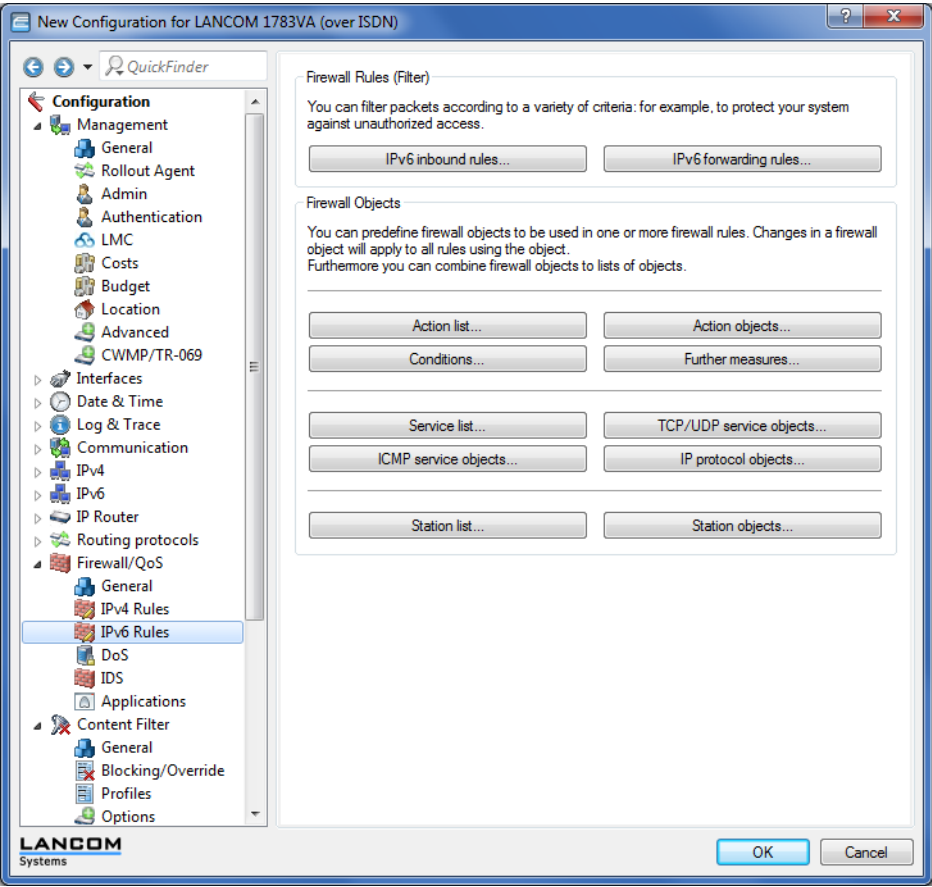 New Configuration for LANCOM 1783VA (over ISDN)
?
QuickFinder
Configuration
Management
General
Rollout Agent
Admin
Authentication
LMC
Costs
Budget
Location
Advanced
CWMP/TR-069
Interfaces
Date & Time
Log & Trace
Communication
IPv4
IPv6
IP Router
Routing protocols
Firewall/QoS
General
IPv4 Rules
IPv6 Rules
DoS
IDS
Applications
Content Filter
General
Blocking/Override
Profiles
Options
Firewall Rules (Filter)
You can filter packets according to a variety of criteria: for example, to protect your system
against unauthorized access.
IPv6 inbound rules...
IPv6 forwarding rules...
Firewall Objects
You can predefine firewall objects to be used in one or more firewall rules. Changes in a firewall
object will apply to all rules using the object.
Furthermore you can combine firewall objects to lists of objects.
Action list...
Action objects...
Conditions...
Further measures...
Service list...
TCP/UDP service objects...
ICMP service objects...
IP protocol objects...
Station list...
Station objects...
LANCOM
Systems
OK
Cancel